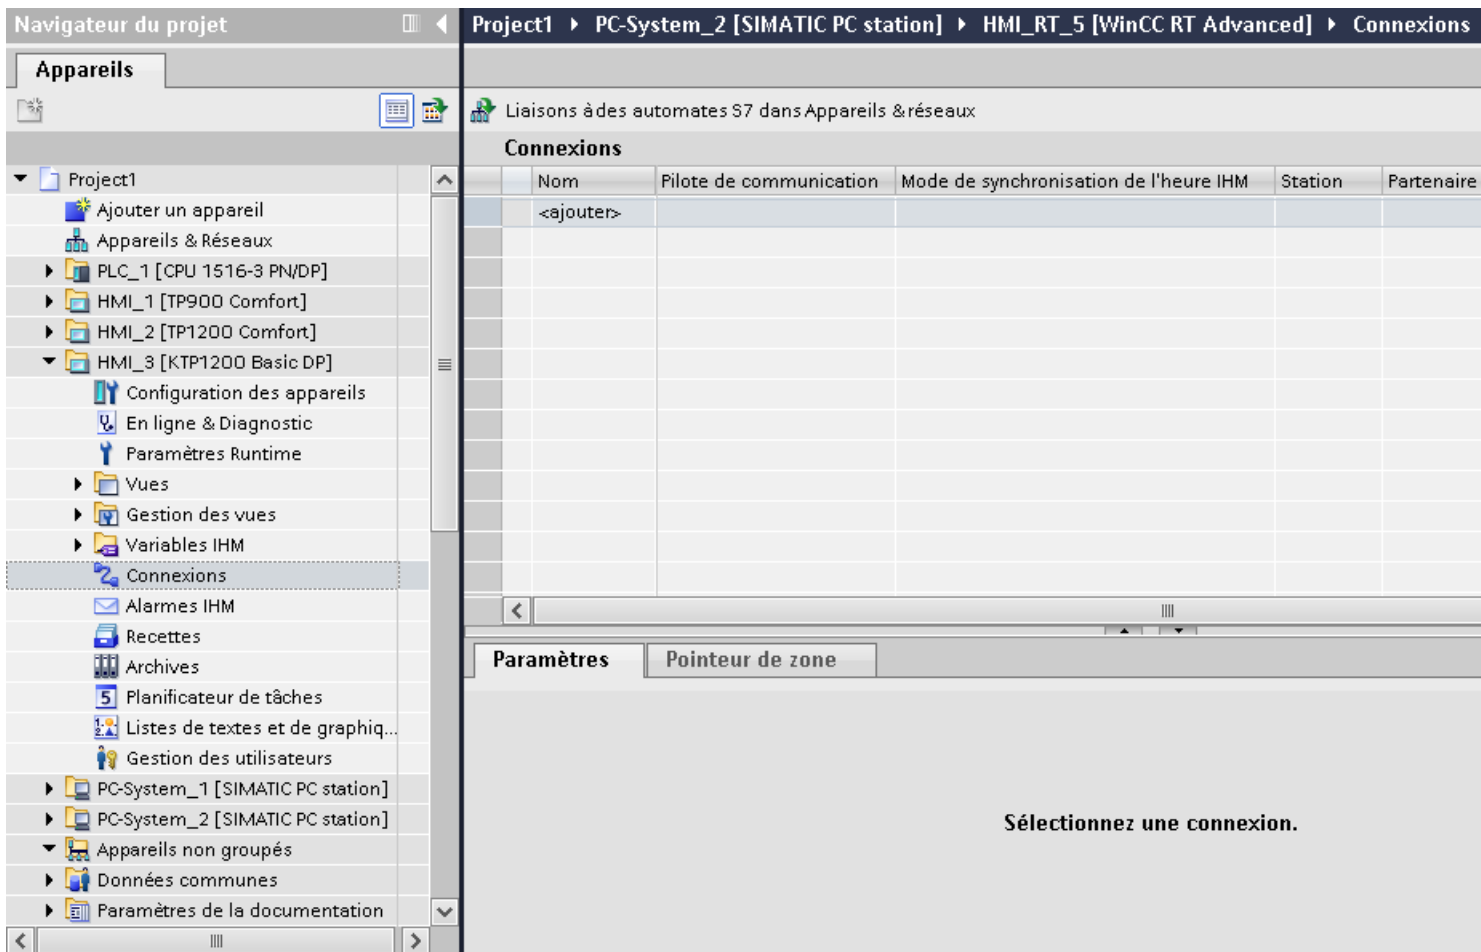 Navigateur du projet
Project1 PC-System_2 [SIMATIC PC station] HMI_RT_5 [WinCC RT Advanced] Connexions
Appareils
Liaisons à des automates S7 dans Appareils & réseaux
Connexions
Nom Pilote de communication Mode de synchronisation de l'heure IHM Station Partenaire
<ajouter>
Project1
Ajouter un appareil
Appareils & Réseaux
PLC_1 [CPU 1516-3 PN/DP]
HMI_1 [TP900 Comfort]
HMI_2 [TP1200 Comfort]
HMI_3 [KTP1200 Basic DP]
Configuration des appareils
En ligne & Diagnostic
Paramètres Runtime
Vues
Gestion des vues
Variables IHM
Connexions
Alarmes IHM
Recettes
Archives
Planificateur de tâches
Listes de textes et de graphiq...
Gestion des utilisateurs
PC-System_1 [SIMATIC PC station]
PC-System_2 [SIMATIC PC station]
Appareils non groupés
Données communes
Paramètres de la documentation
Paramètres Pointeur de zone
Sélectionnez une connexion.